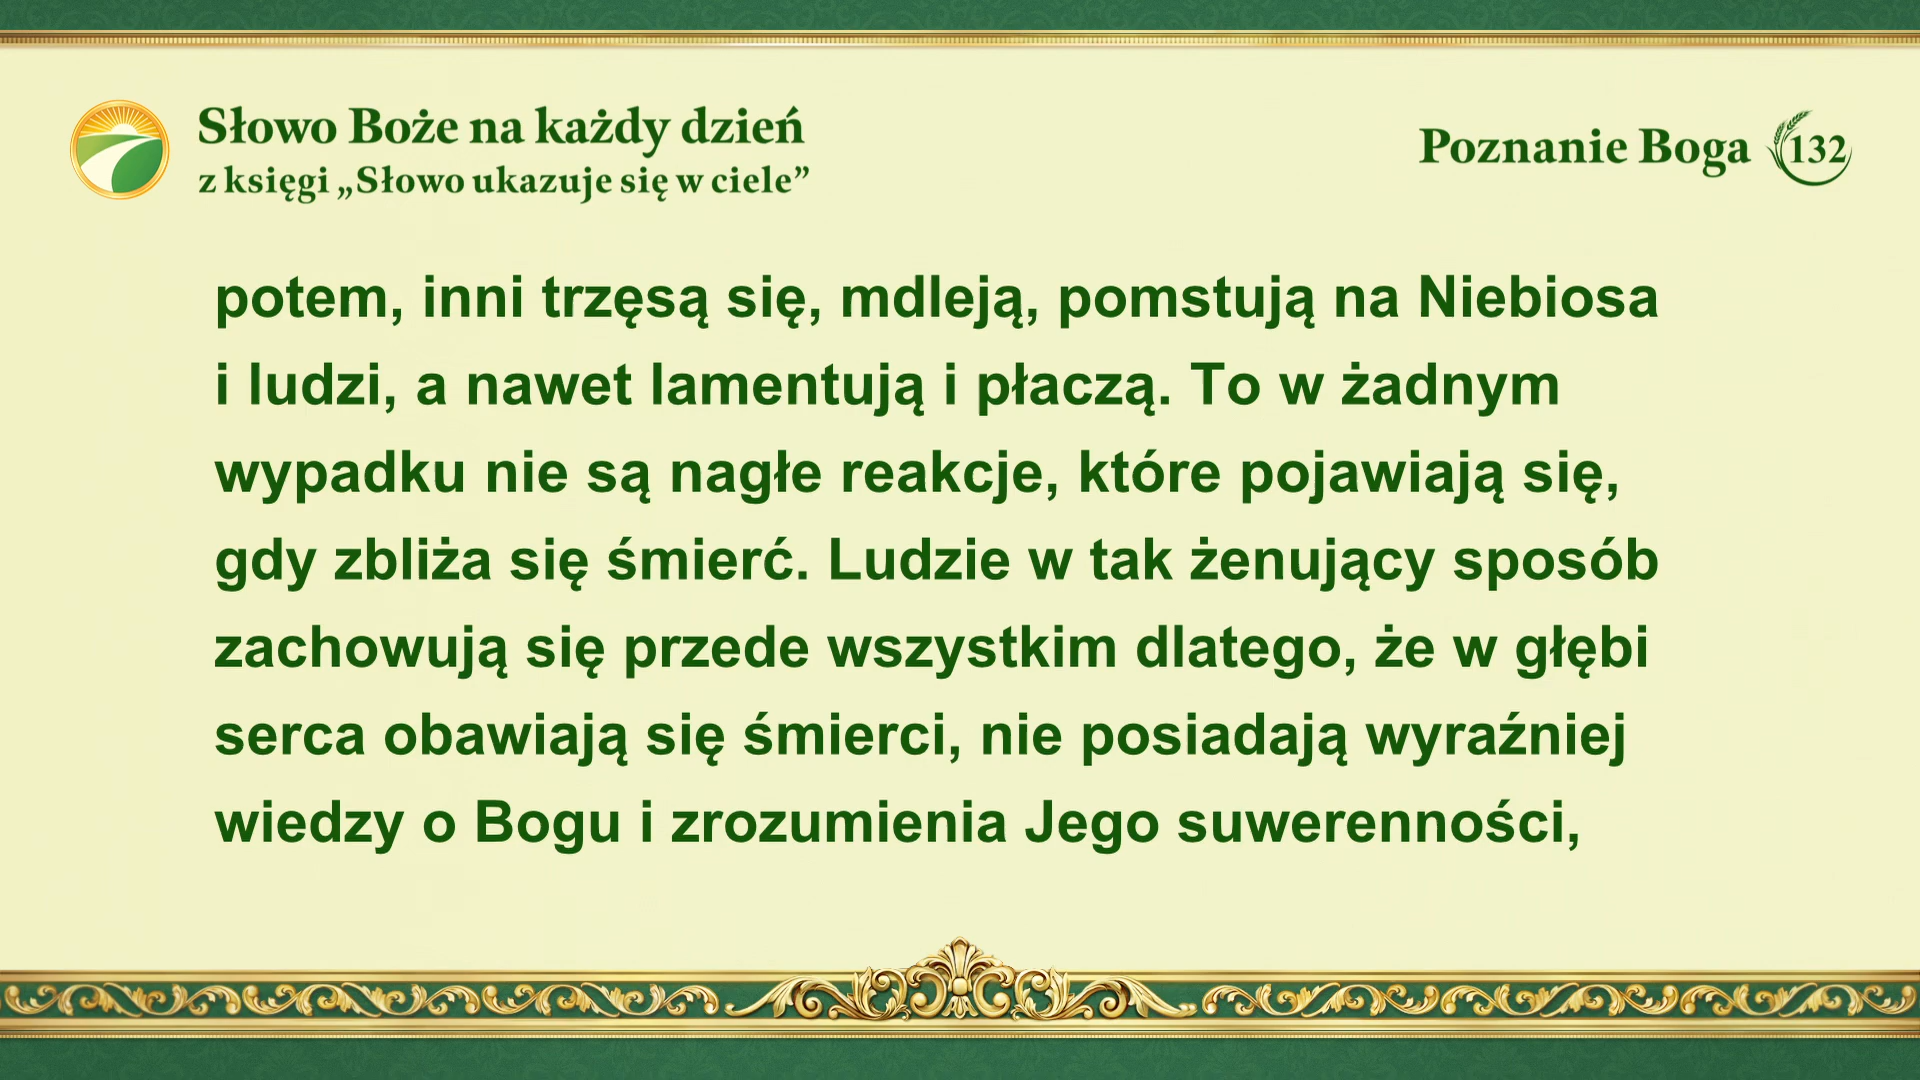 Słowo Boże na każdy dzień
z księgi „Słowo ukazuje się w ciele”
Poznanie Boga 132
potem, inni trzęsą się, mdleją, pomstują na Niebiosa
i ludzi, a nawet lamentują i płaczą. To w żadnym
wypadku nie są nagłe reakcje, które pojawiają się,
gdy zbliża się śmierć. Ludzie w tak żenujący sposób
zachowują się przede wszystkim dlatego, że w głębi
serca obawiają się śmierci, nie posiadają wyraźniej
wiedzy o Bogu i zrozumienia Jego suwerenności,